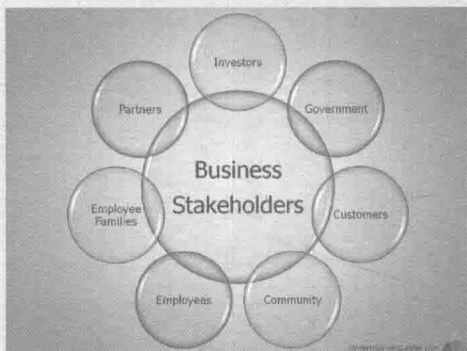 Investors
Government
Customers
Community
Employees
Employee
Families
Partners
Business
Stakeholders